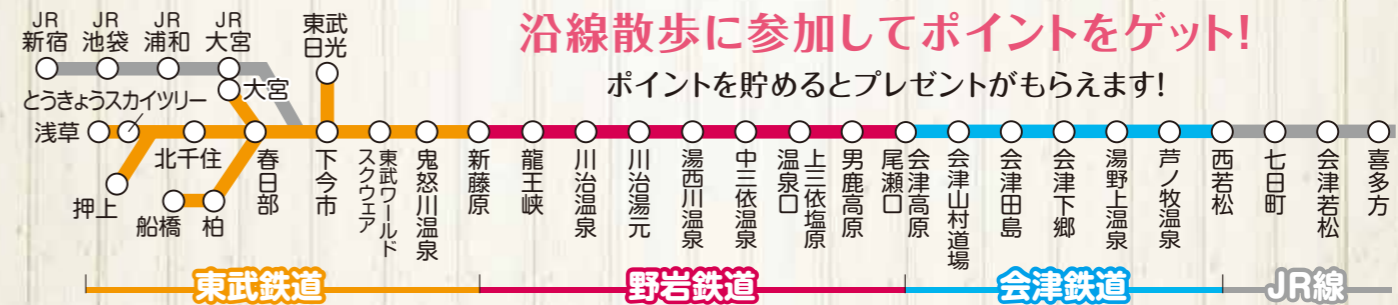 JR
新宿
JR
池袋
JR
浦和
JR
大宮
東武
日光
沿線散歩に参加してポイントをゲット!
ポイントを貯めるとプレゼントがもらえます!
大宮
とうきょうスカイツリー
浅草
押上
北千住
船橋
柏
春日部
下今市
東武ワールド
スクウェア
鬼怒川温泉
新藤原
龍王峡
川治温泉
川治湯元
湯西川温泉
中三依温泉
上三依塩原
温泉口
男鹿高原
会津高原
尾瀬口
会津山村道場
会津田島
会津下郷
湯野上温泉
芦ノ牧温泉
西若松
七日町
会津若松
喜多方
東武鉄道
野岩鉄道
会津鉄道
JR線